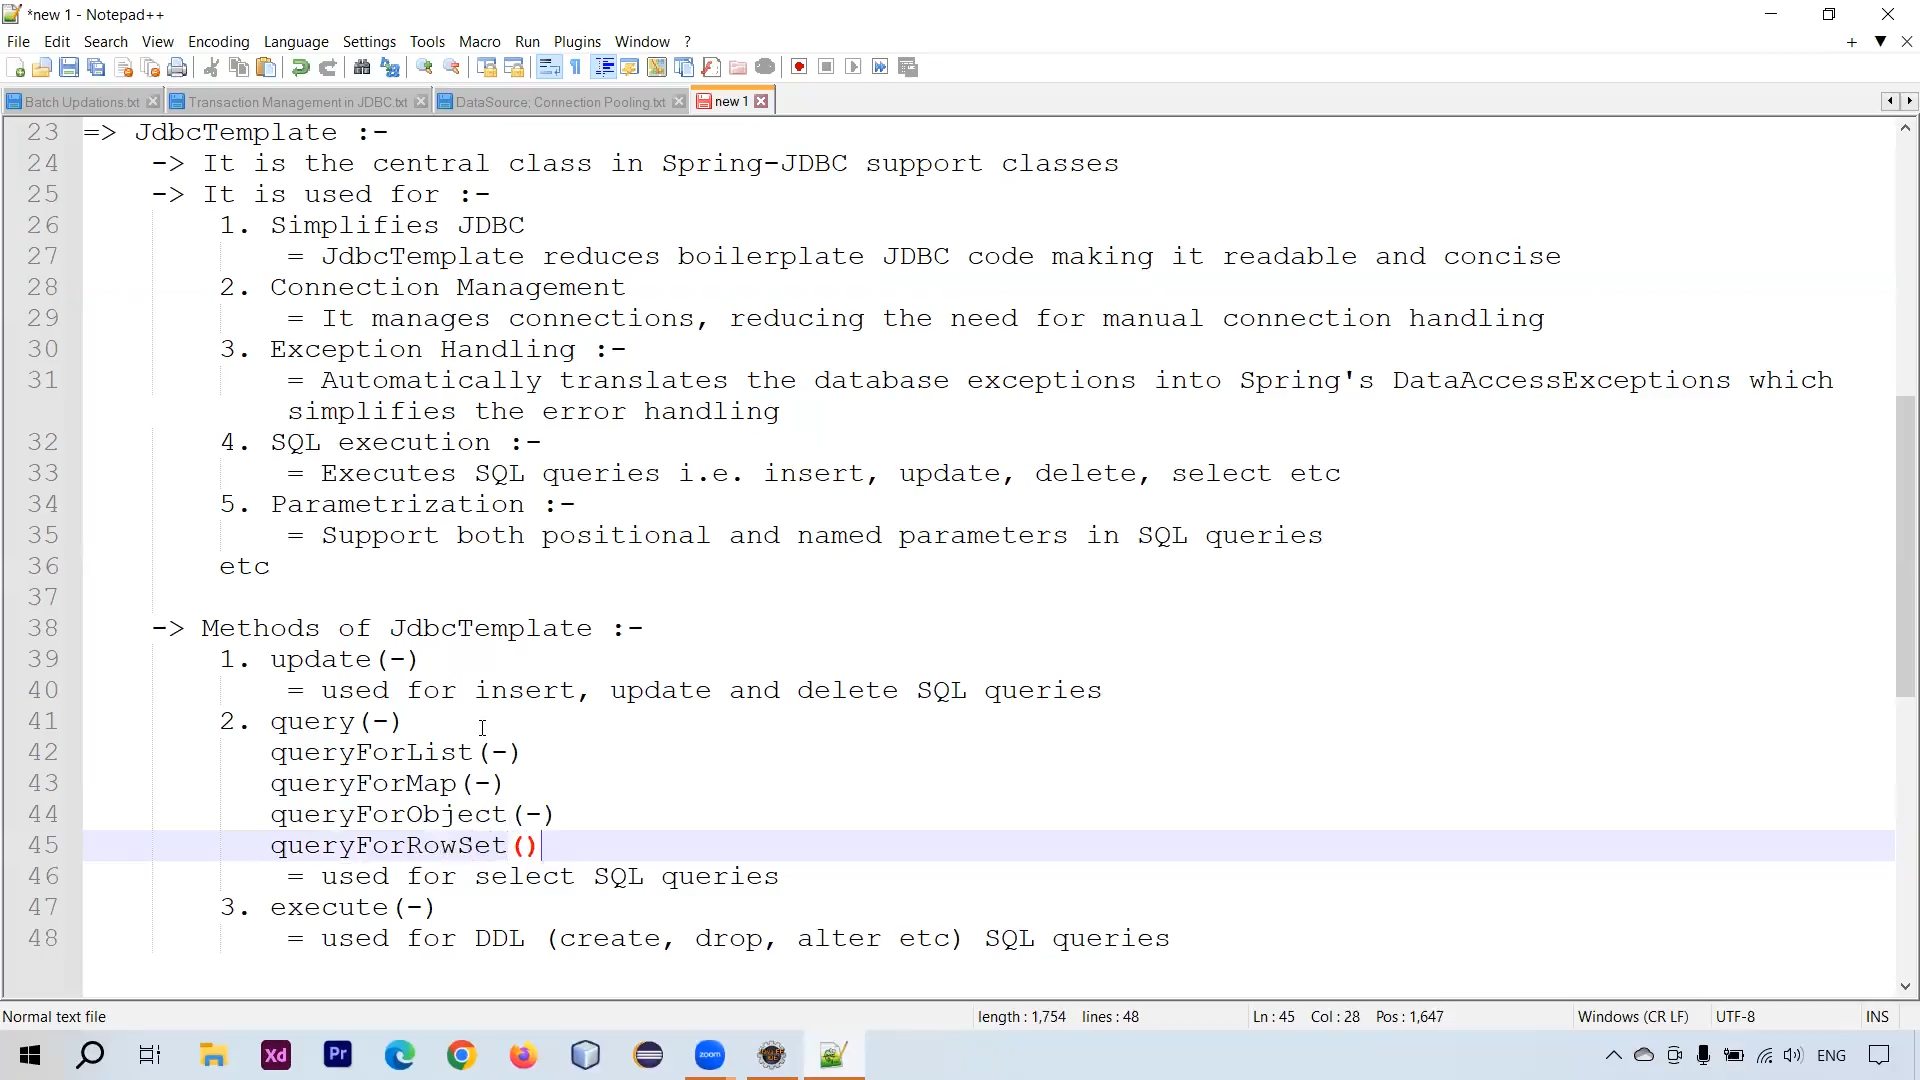 *new 1 - Notepad++
File Edit Search View Encoding Language Settings Tools Macro Run Plugins Window ?
Batch Updations.txt Transaction Management in JDBC.txt DataSource; Connection Pooling.txt new 1
23 => JdbcTemplate :-
24 -> It is the central class in Spring-JDBC support classes
25 -> It is used for :-
26 1. Simplifies JDBC
27 = JdbcTemplate reduces boilerplate JDBC code making it readable and concise
28 2. Connection Management
29 = It manages connections, reducing the need for manual connection handling
30 3. Exception Handling :-
31 = Automatically translates the database exceptions into Spring's DataAccessExceptions which
simplifies the error handling
32 4. SQL execution :-
33 = Executes SQL queries i.e. insert, update, delete, select etc
34 5. Parametrization :-
35 = Support both positional and named parameters in SQL queries
36 etc
37
38 -> Methods of JdbcTemplate :-
39 1. update(-)
40 = used for insert, update and delete SQL queries
41 2. query(-)
42 queryForList(-)
43 queryForMap(-)
44 queryForObject(-)
45 queryForRowSet()
46 = used for select SQL queries
47 3. execute(-)
48 = used for DDL (create, drop, alter etc) SQL queries
Normal text file length : 1,754 lines : 48 Ln : 45 Col : 28 Pos : 1,647 Windows (CR LF) UTF-8 INS
Xd Pr zoom ENG